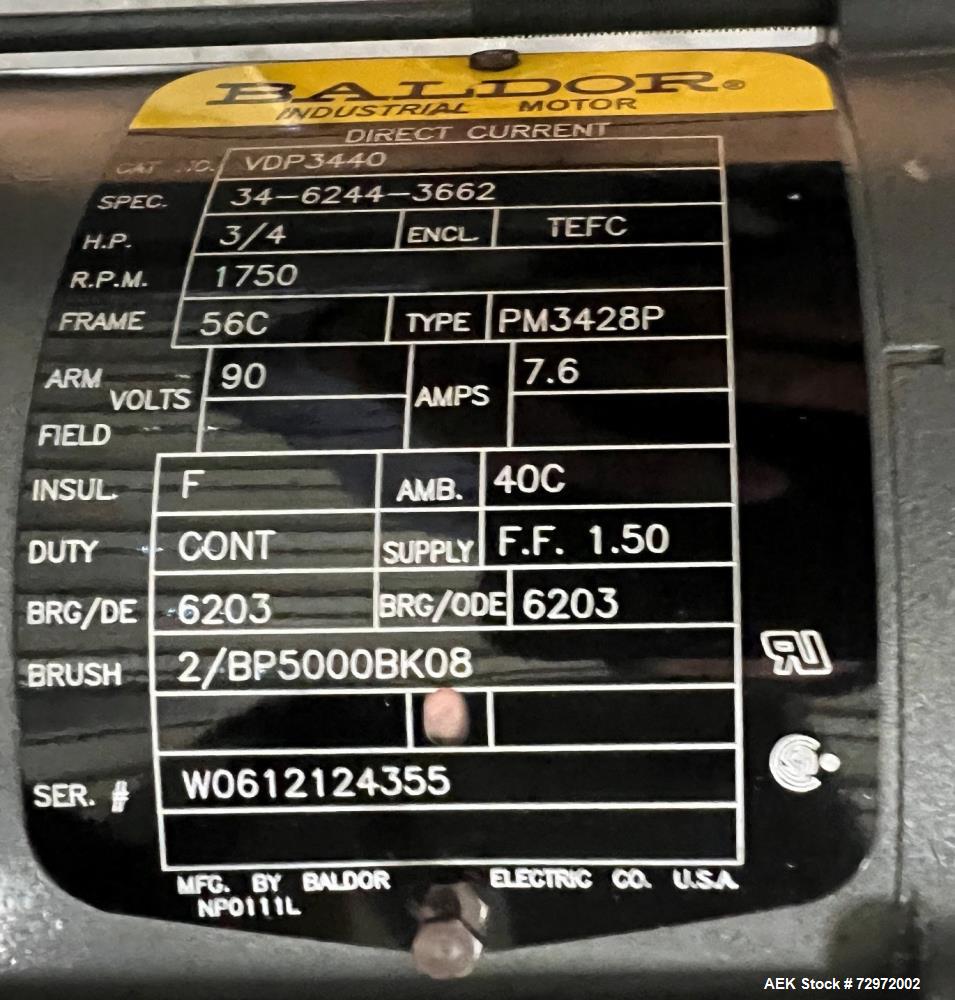 BALDOR®
INDUSTRIAL MOTOR
DIRECT CURRENT
CAT. NO. VDP3440
SPEC. 34-6244-3662
H.P. 3/4 ENCL. TEFC
R.P.M. 1750
FRAME 56C TYPE PM3428P
ARM 90 7.6
VOLTS AMPS
FIELD
INSUL. F AMB. 40C
DUTY CONT SUPPLY F.F. 1.50
BRG/DE 6203 BRG/ODE 6203
BRUSH 2/BP5000BK08
SER. # W0612124355
MFG. BY BALDOR ELECTRIC CO. U.S.A.
NP0111L
AEK Stock # 72972002